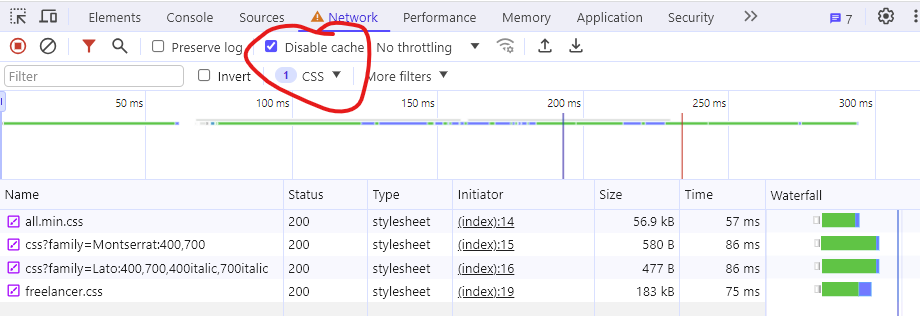 Elements Console Sources Network Performance Memory Application Security 7
Preserve log Disable cache No throttling
Filter Invert 1 CSS More filters
50 ms 100 ms 150 ms 200 ms 250 ms 300 ms
Name Status Type Initiator Size Time Waterfall
all.min.css 200 stylesheet (index):14 56.9 kB 57 ms
css?family=Montserrat:400,700 200 stylesheet (index):15 580 B 86 ms
css?family=Lato:400,700,400italic,700italic 200 stylesheet (index):16 477 B 86 ms
freelancer.css 200 stylesheet (index):19 183 kB 75 ms